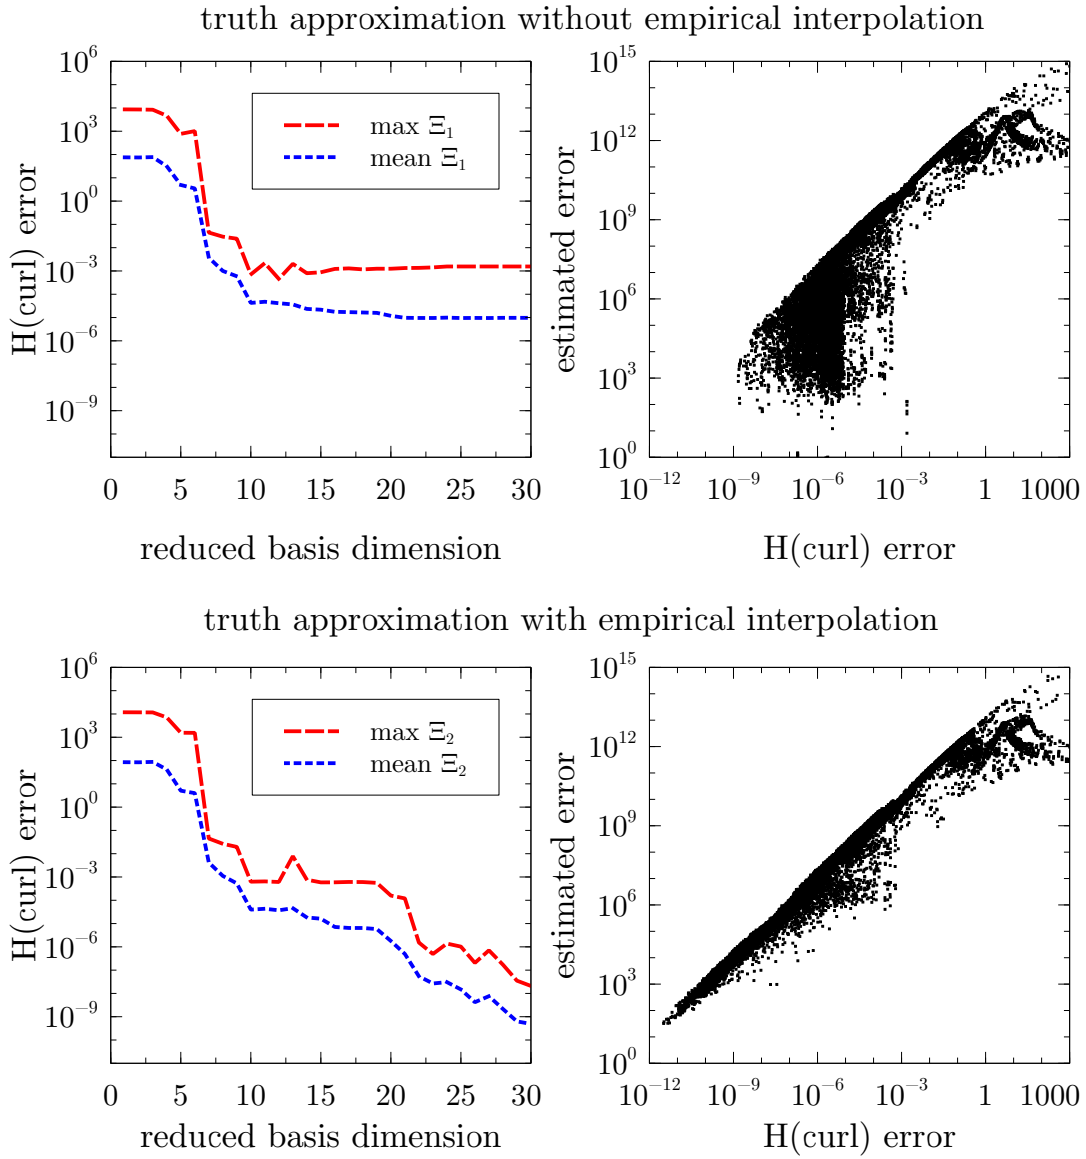 truth approximation without empirical interpolation
H(curl) error
10^6
10^3
10^0
10^−3
10^−6
10^−9
max Ξ_1
mean Ξ_1
0 5 10 15 20 25 30
reduced basis dimension
estimated error
10^15
10^12
10^9
10^6
10^3
10^0
10^−12 10^−9 10^−6 10^−3 1 1000
H(curl) error
truth approximation with empirical interpolation
H(curl) error
10^6
10^3
10^0
10^−3
10^−6
10^−9
max Ξ_2
mean Ξ_2
0 5 10 15 20 25 30
reduced basis dimension
estimated error
10^15
10^12
10^9
10^6
10^3
10^0
10^−12 10^−9 10^−6 10^−3 1 1000
H(curl) error